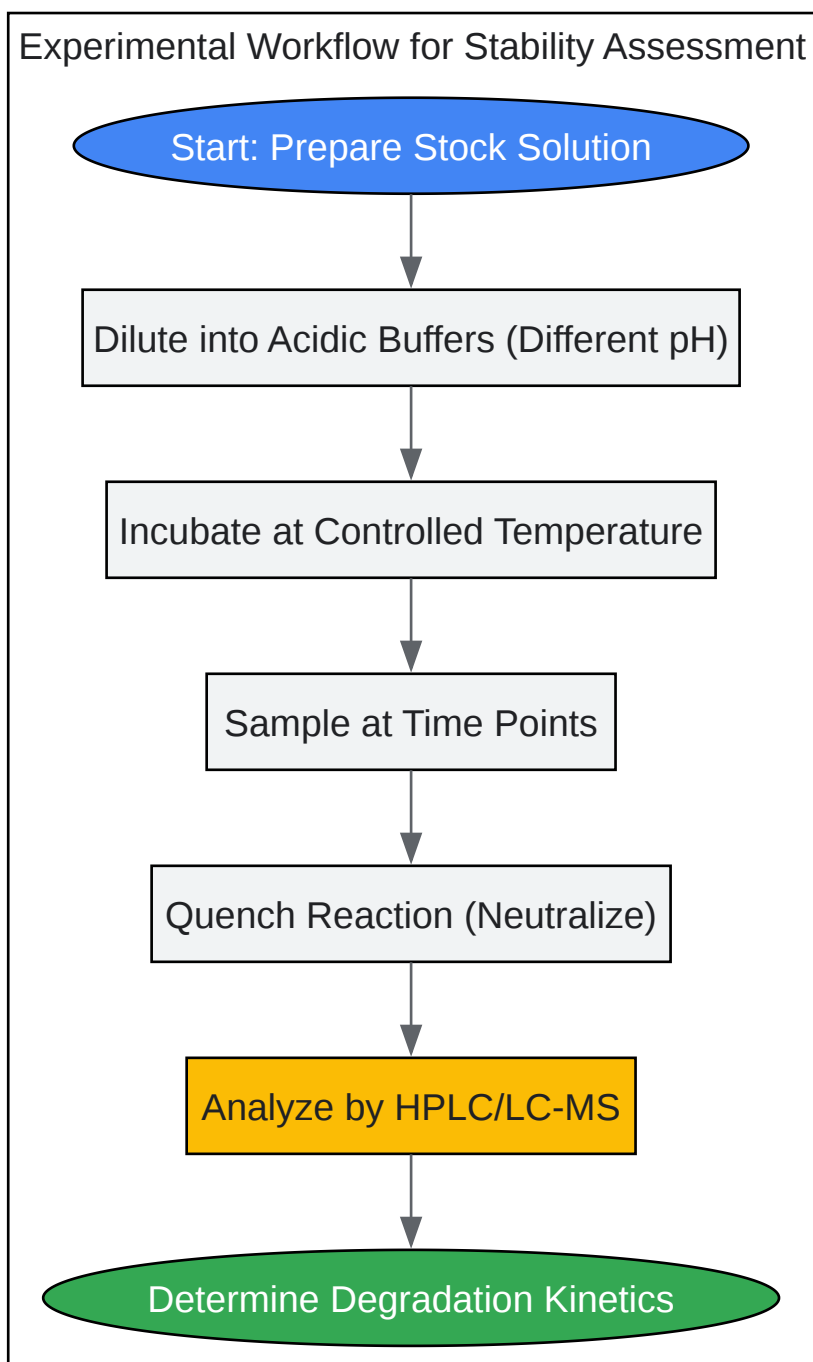 Experimental Workflow for Stability Assessment
Start: Prepare Stock Solution
Dilute into Acidic Buffers (Different pH)
Incubate at Controlled Temperature
Sample at Time Points
Quench Reaction (Neutralize)
Analyze by HPLC/LC-MS
Determine Degradation Kinetics